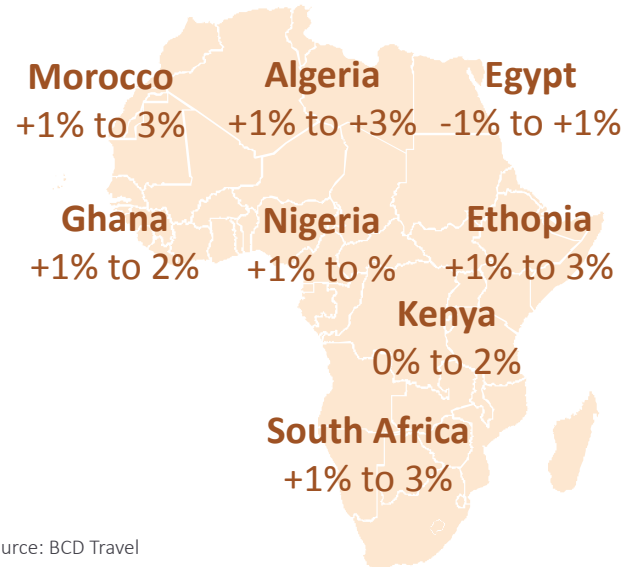 Morocco
+1% to 3%
Algeria
+1% to +3%
Egypt
-1% to +1%
Ghana
+1% to 2%
Nigeria
+1% to %
Ethopia
+1% to 3%
Kenya
0% to 2%
South Africa
+1% to 3%
urce: BCD Travel